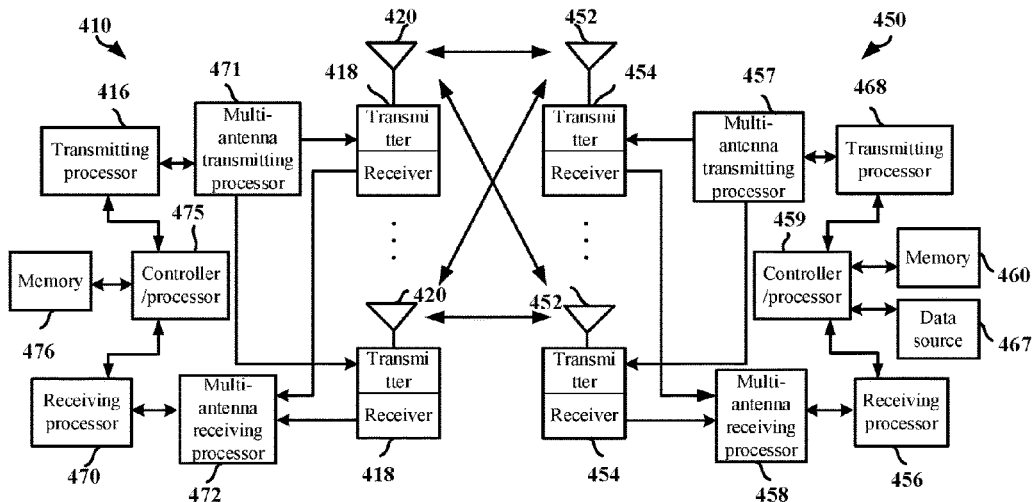 420
452
410
450
471
418
454
457
468
416
Multi-
antenna
transmitting
processor
Transmi
tter
Receiver
Transmi
tter
Receiver
Multi-
antenna
transmitting
processor
Transmitting
processor
Transmitting
processor
475
459
Memory
Controller
/processor
Controller
/processor
Memory
460
420
452
Data
source
467
476
Transmi
tter
Receiver
Transmi
tter
Receiver
Receiving
processor
Multi-
antenna
receiving
processor
Multi-
antenna
receiving
processor
Receiving
processor
470
472
418
454
458
456